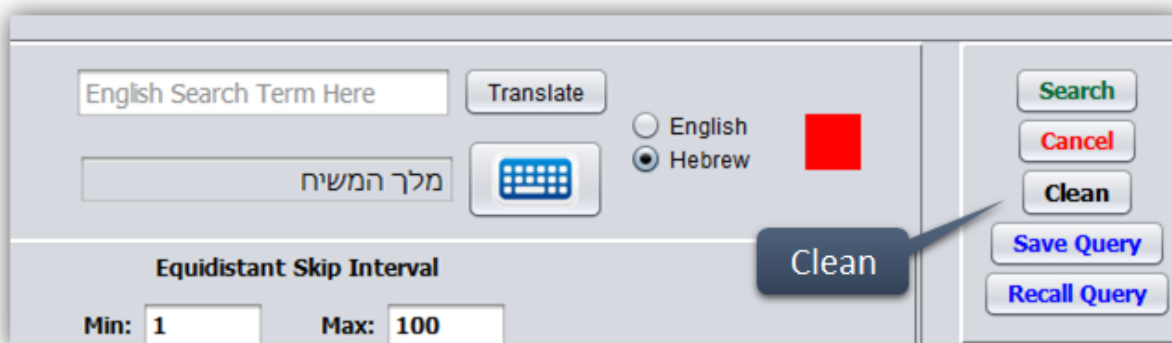 English Search Term Here
Translate
English
Hebrew
מלך המשיח
Search
Cancel
Clean
Save Query
Recall Query
Clean
Equidistant Skip Interval
Min: 1 Max: 100